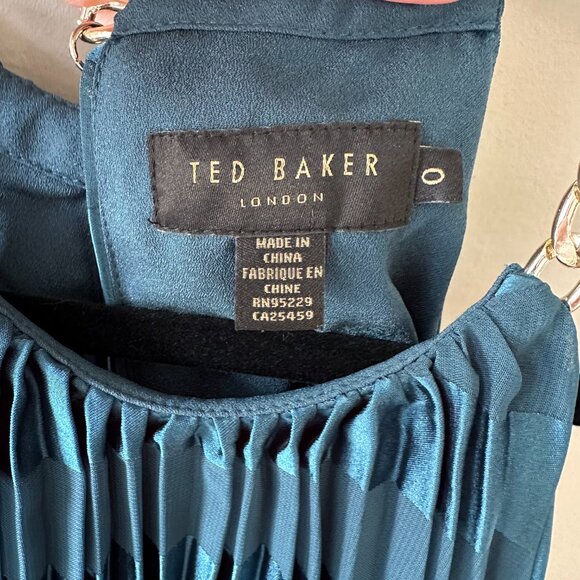 TED BAKER
LONDON
0
MADE IN
CHINA
FABRIQUE EN
CHINE
RN95229
CA25459